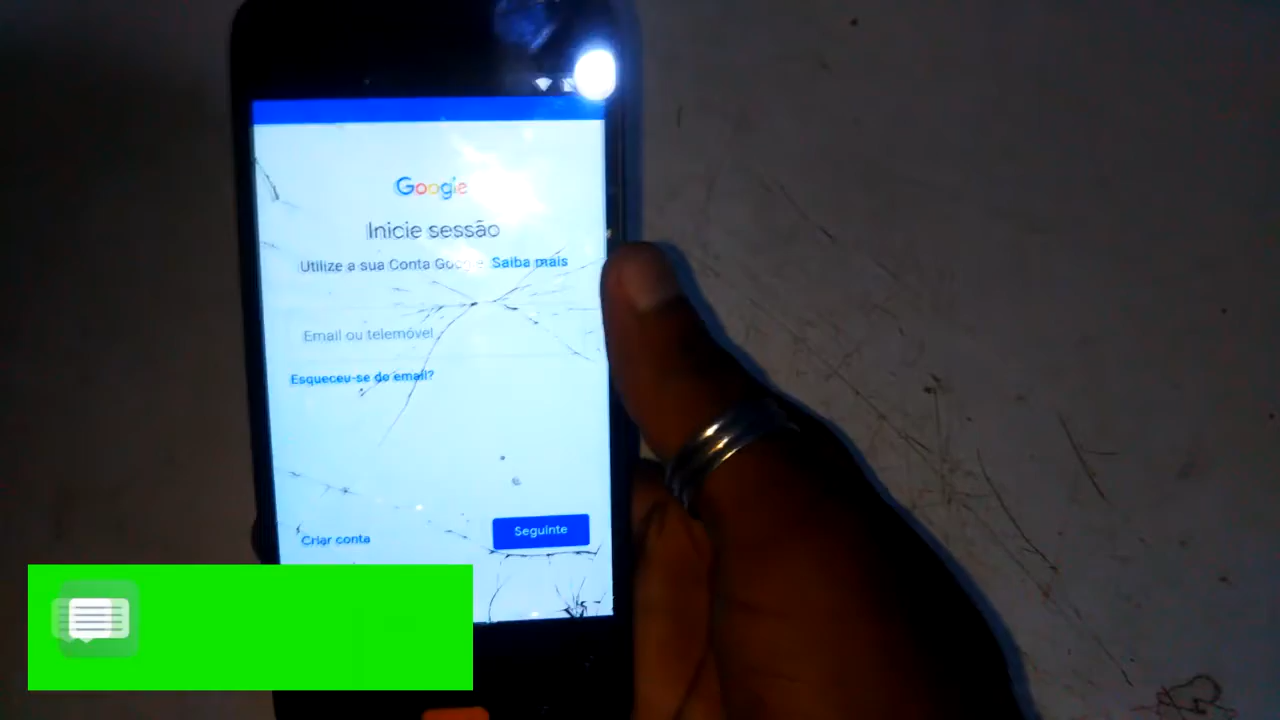 Google
Inicie sessão
Utilize a sua Conta Google Saiba mais
Email ou telemóvel
Esqueceu-se do email?
Criar conta
Seguinte